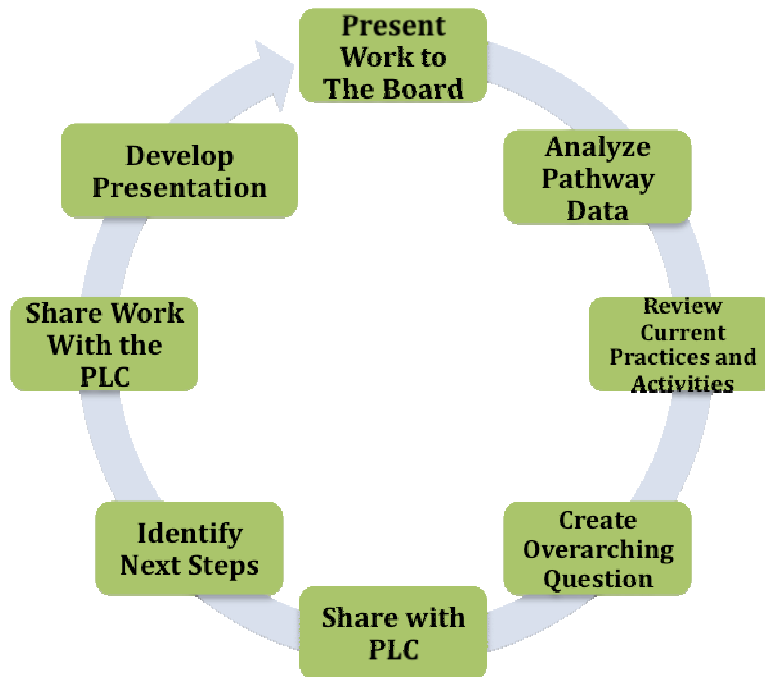 Present
Work to
The Board
Analyze
Pathway
Data
Review
Current
Practices and
Activities
Create
Overarching
Question
Share with
PLC
Identify
Next Steps
Share Work
With the
PLC
Develop
Presentation